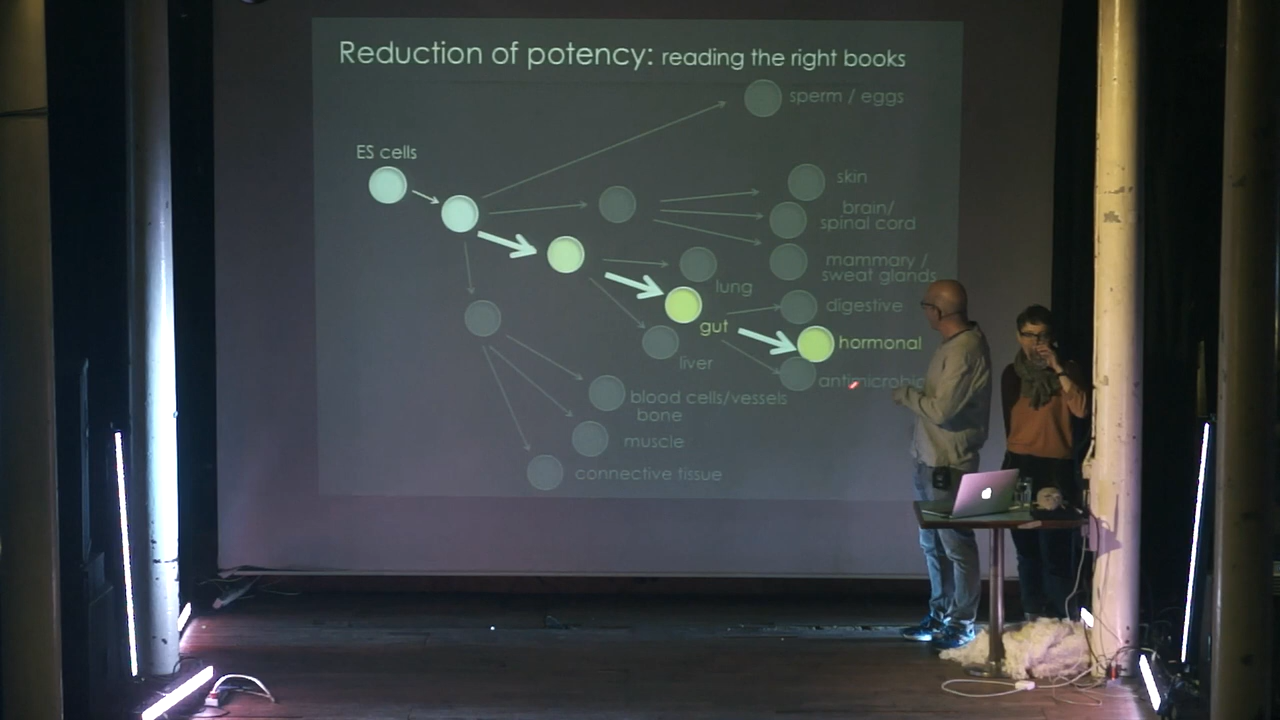 Reduction of potency: reading the right books
sperm / eggs
ES cells
skin
brain/
spinal cord
mammary /
sweat glands
lung
digestive
gut
hormonal
liver
blood cells/vessels
bone
muscle
connective tissue